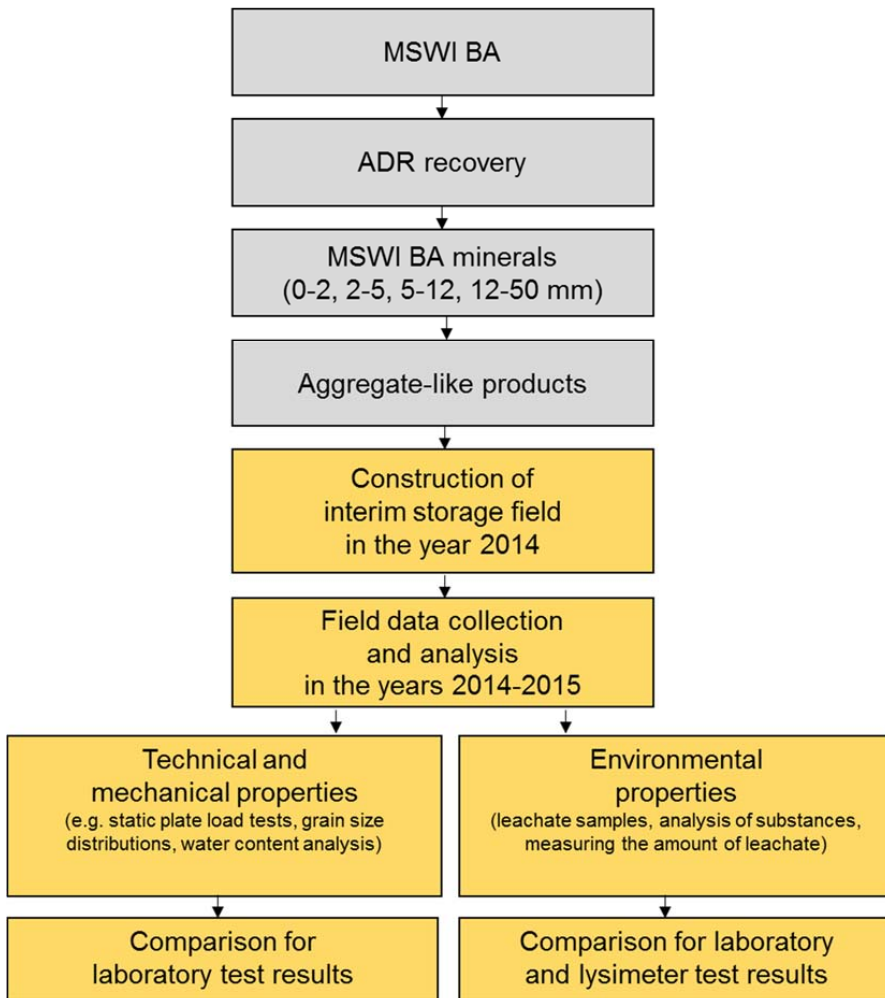 MSWI BA
ADR recovery
MSWI BA minerals
(0-2, 2-5, 5-12, 12-50 mm)
Aggregate-like products
Construction of
interim storage field
in the year 2014
Field data collection
and analysis
in the years 2014-2015
Technical and
mechanical properties
(e.g. static plate load tests, grain size
distributions, water content analysis)
Environmental
properties
(leachate samples, analysis of substances,
measuring the amount of leachate)
Comparison for
laboratory test results
Comparison for laboratory
and lysimeter test results